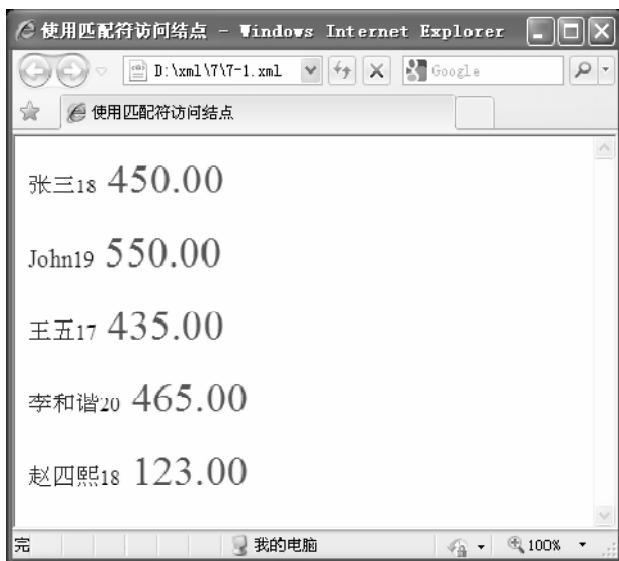 使用匹配符访问结点 - Windows Internet Explorer
D:\xml\7\7-1.xml
Google
使用匹配符访问结点
张三18 450.00
John19 550.00
王五17 435.00
李和谐20 465.00
赵四熙18 123.00
完 我的电脑 100%